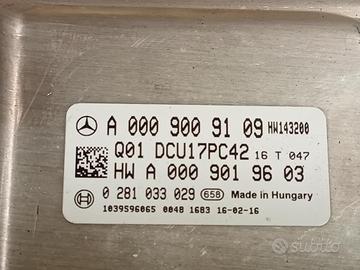 A 000 900 91 09 HW143200
Q01 DCU17PC42 16 T 047
HW A 000 901 96 03
0 281 033 029 658 Made in Hungary
1039S96065 0048 1683 16-02-16
subito